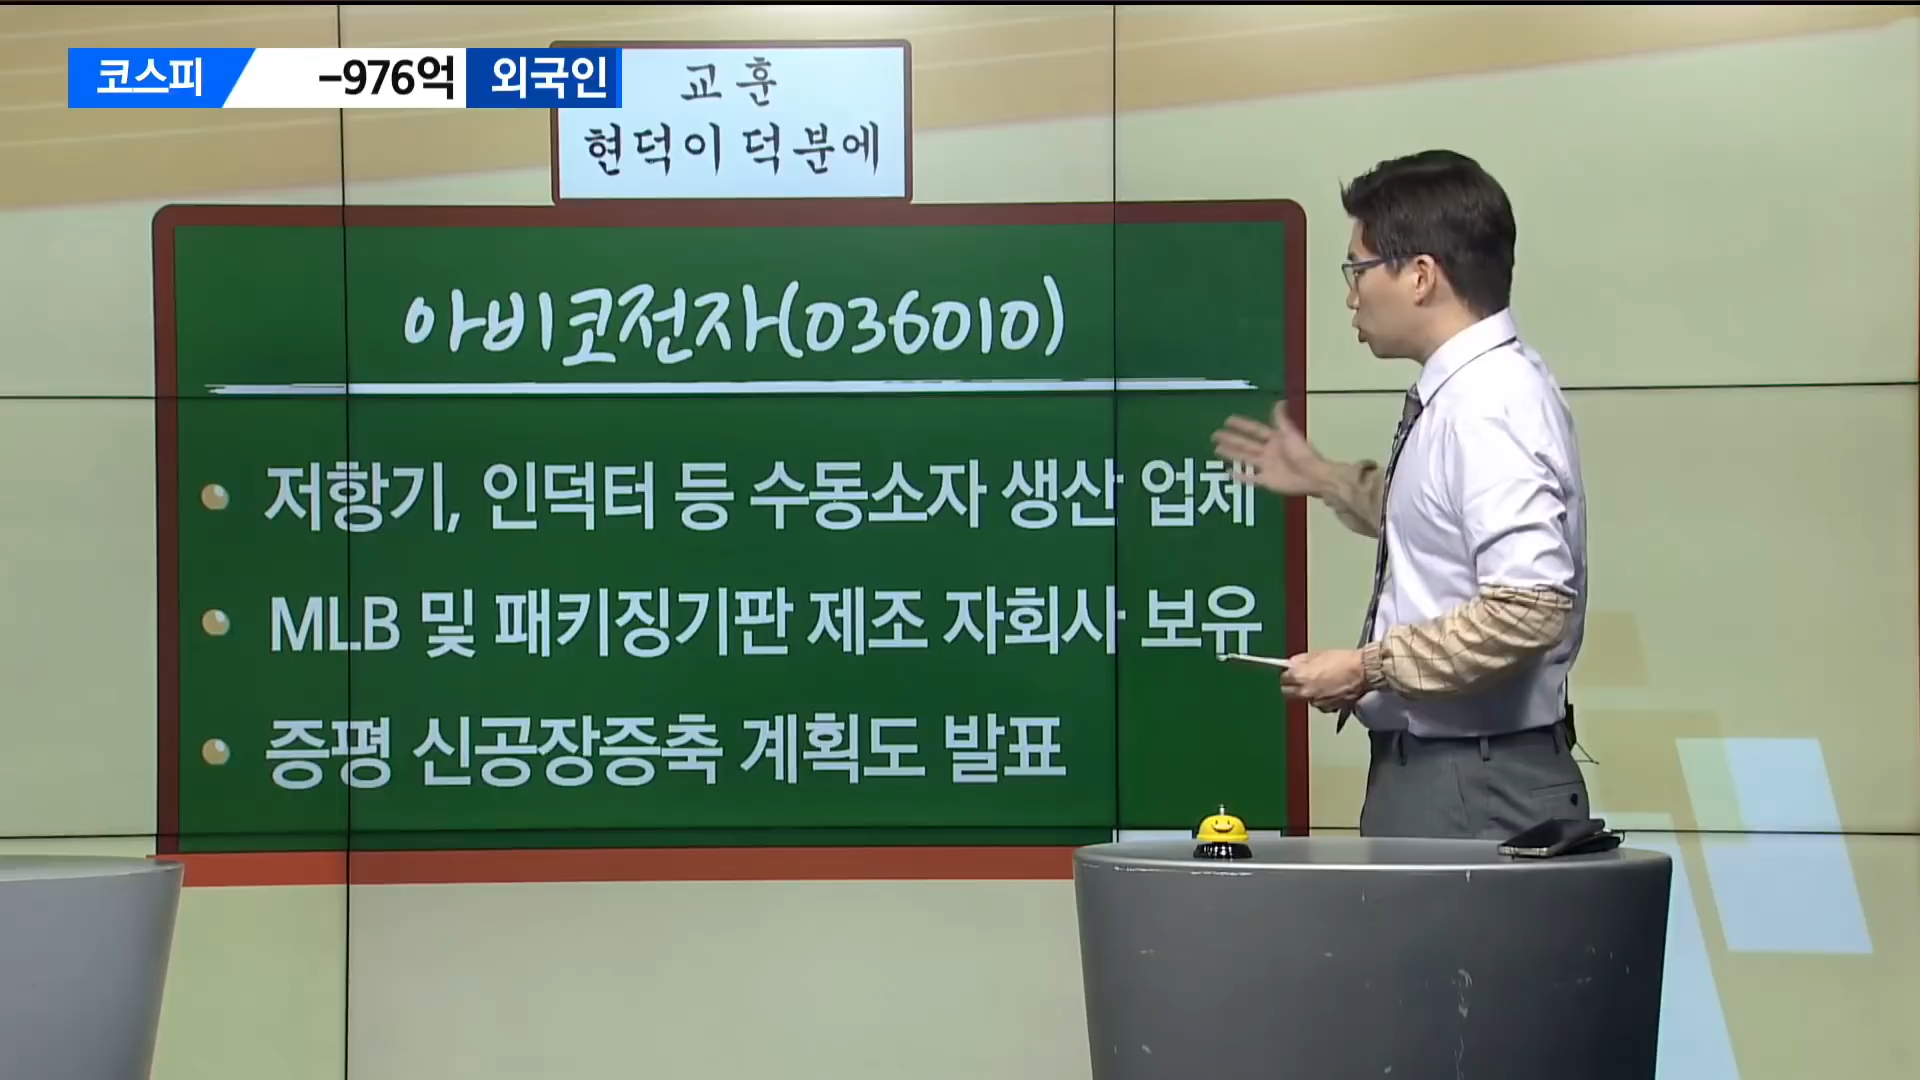 코스피 -976억 외국인
교훈
현덕이 덕분에
아비코전자(036010)
저항기, 인덕터 등 수동소자 생산 업체
MLB 및 패키징기판 제조 자회사 보유
증평 신공장증축 계획도 발표